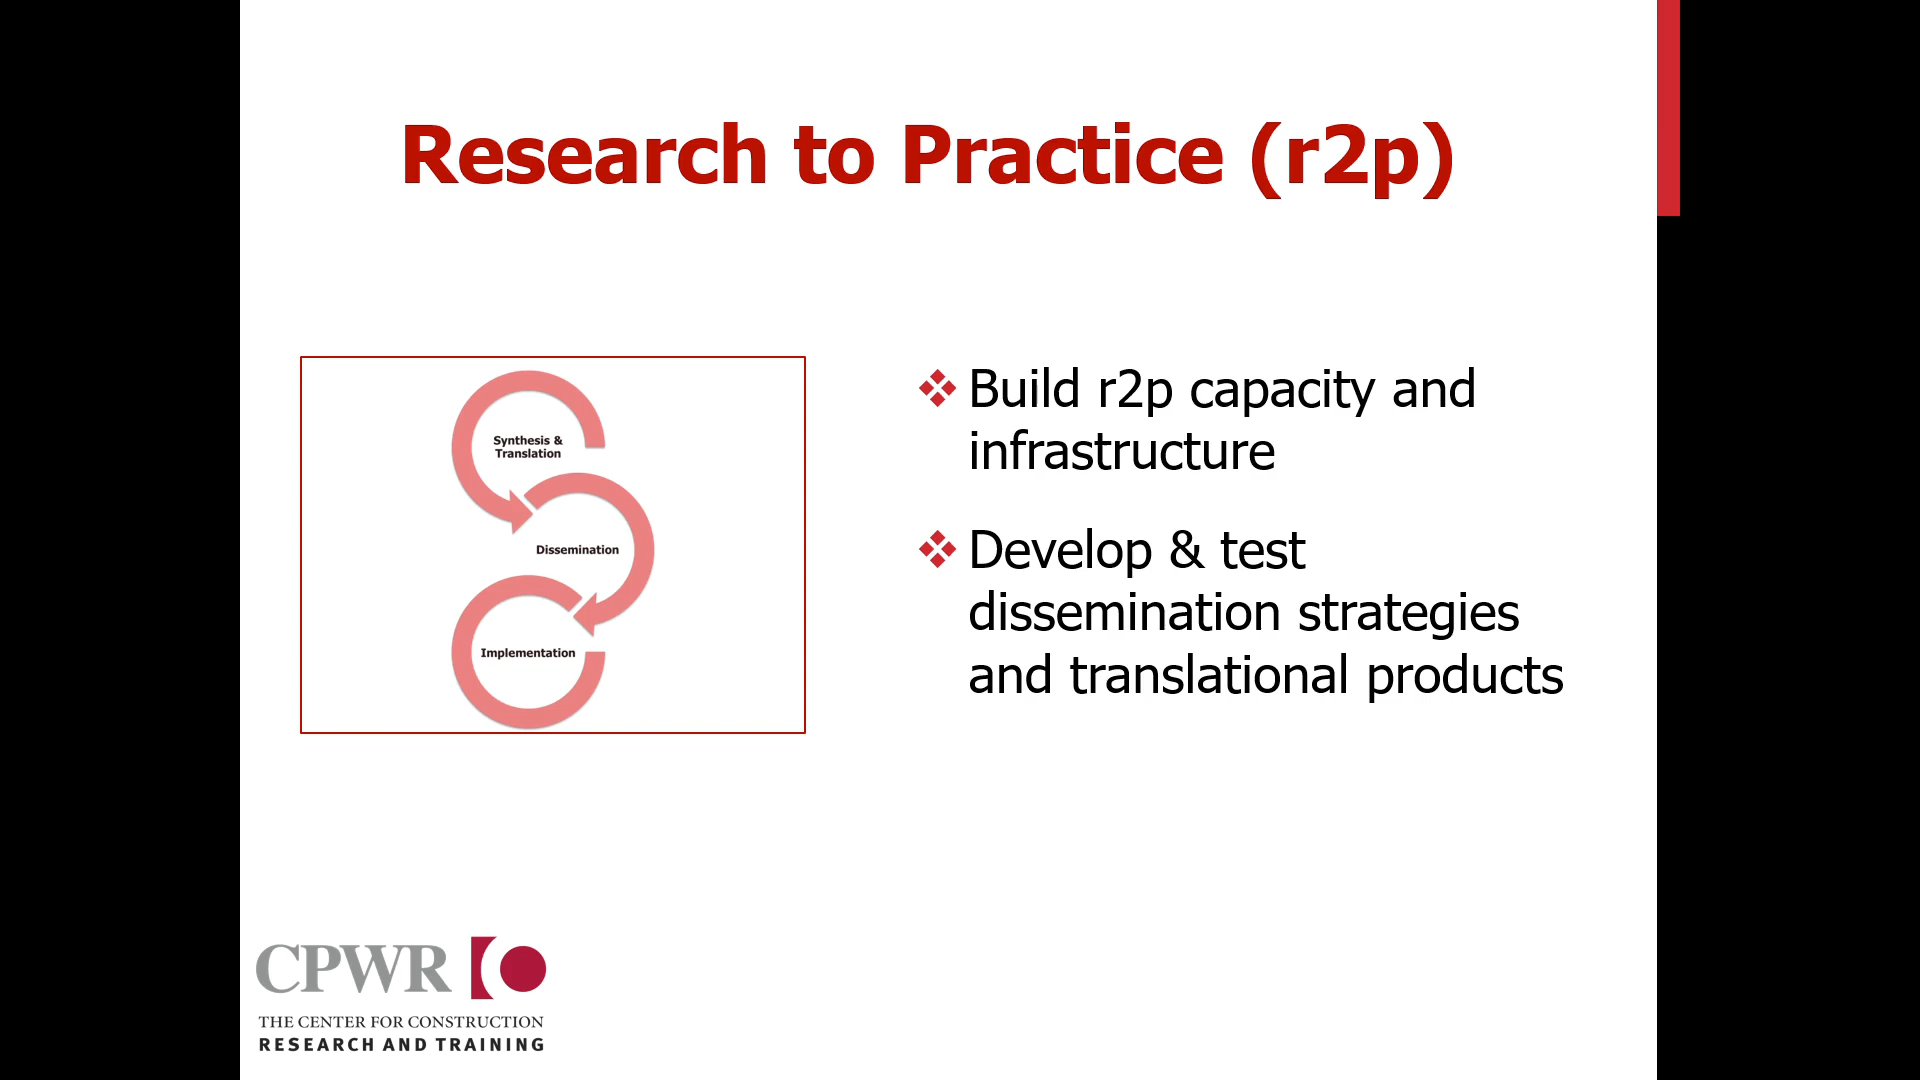 Research to Practice (r2p)
Synthesis &
Translation
Dissemination
Implementation
Build r2p capacity and
infrastructure
Develop & test
dissemination strategies
and translational products
CPWR
THE CENTER FOR CONSTRUCTION
RESEARCH AND TRAINING